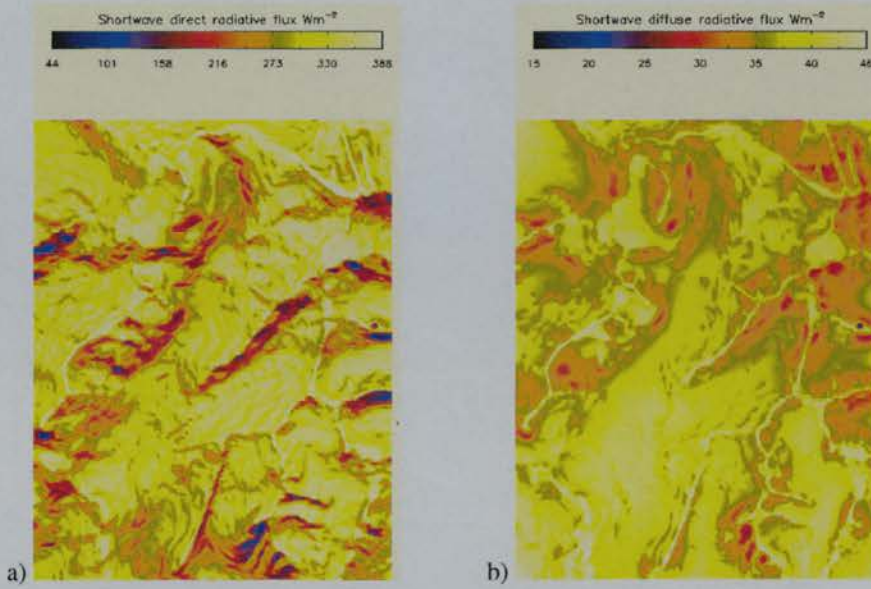 Shortwave direct radiative flux Wm⁻²
44 101 158 216 273 330 388
a)
Shortwave diffuse radiative flux Wm⁻²
15 20 25 30 35 40
b)